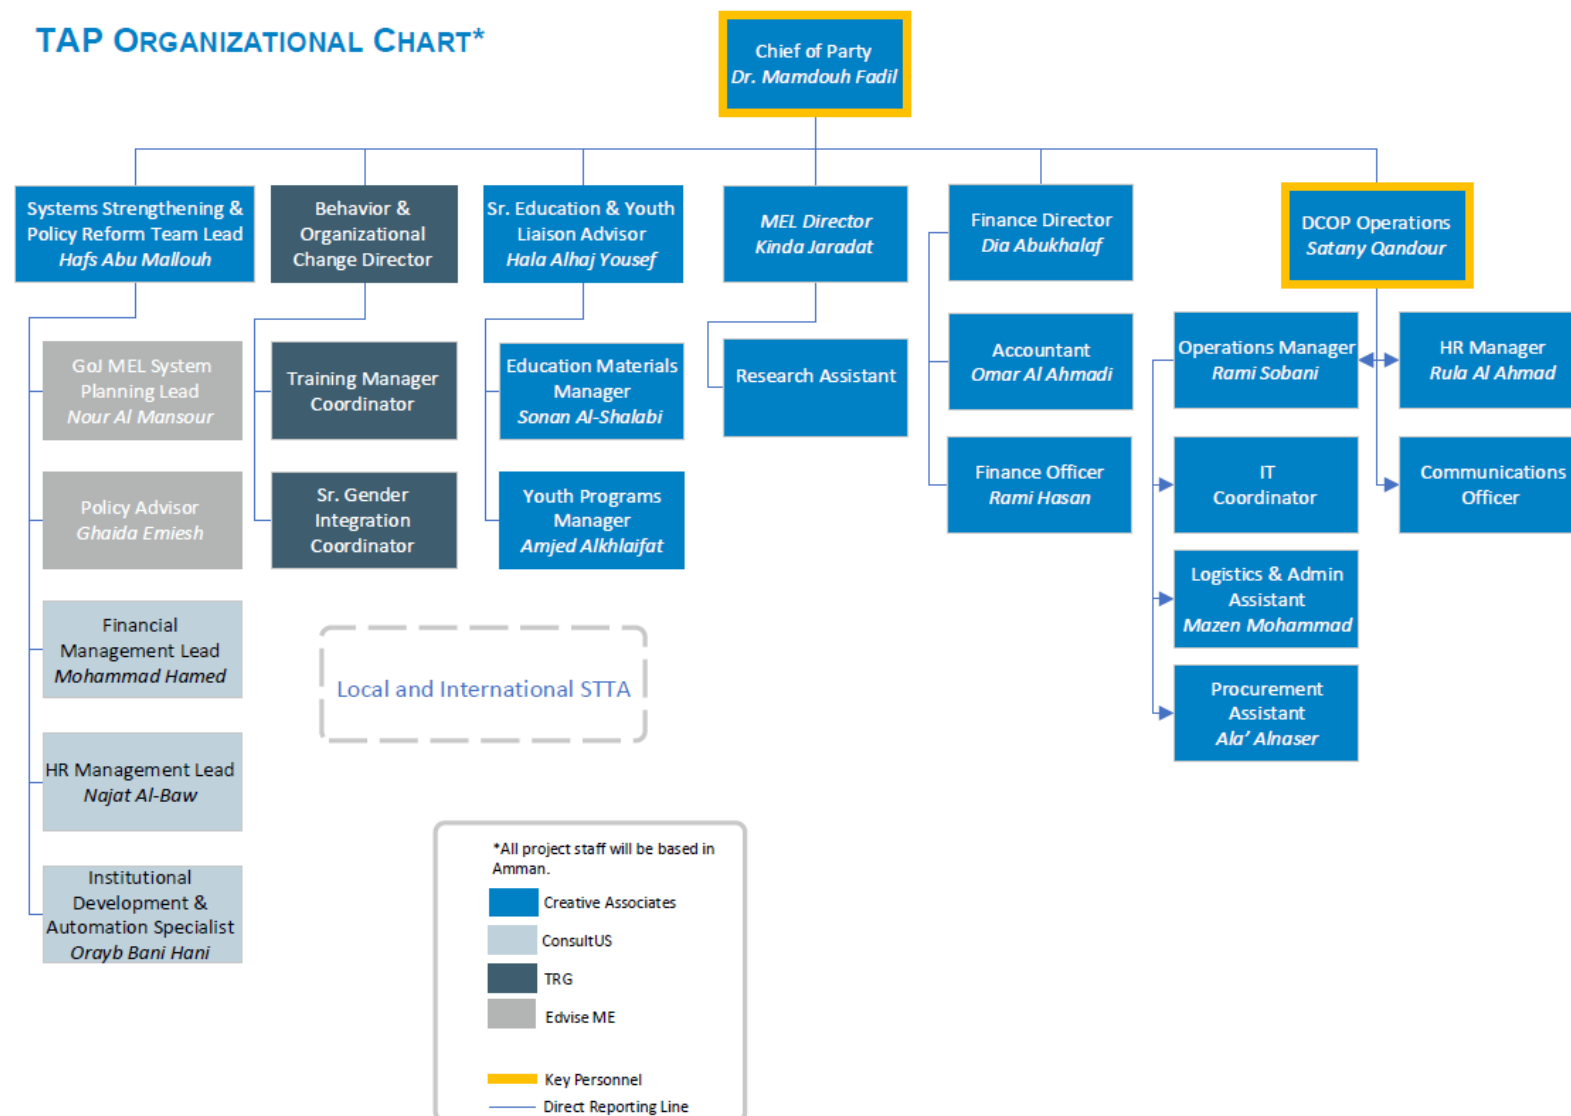 TAP ORGANIZATIONAL CHART*
Chief of Party
Dr. Mamdouh Fadil
Systems Strengthening &
Policy Reform Team Lead
Hafs Abu Mallouh
Behavior &
Organizational
Change Director
Sr. Education & Youth
Liaison Advisor
Hala Alhaj Yousef
MEL Director
Kinda Jaradat
Finance Director
Dia Abukhalaf
DCOP Operations
Satany Qandour
GoJ MEL System
Planning Lead
Nour Al Mansour
Training Manager
Coordinator
Education Materials
Manager
Sonan Al-Shalabi
Research Assistant
Accountant
Omar Al Ahmadi
Operations Manager
Rami Sobani
HR Manager
Rula Al Ahmad
Policy Advisor
Ghaida Emiesh
Sr. Gender
Integration
Coordinator
Youth Programs
Manager
Amjed Alkhlaifat
Finance Officer
Rami Hasan
IT
Coordinator
Communications
Officer
Financial
Management Lead
Mohammad Hamed
Logistics & Admin
Assistant
Mazen Mohammad
Local and International STTA
Procurement
Assistant
Ala' Alnaser
HR Management Lead
Najat Al-Baw
Institutional
Development &
Automation Specialist
Orayb Bani Hani
*All project staff will be based in
Amman.
Creative Associates
ConsultUS
TRG
Edvise ME
Key Personnel
Direct Reporting Line